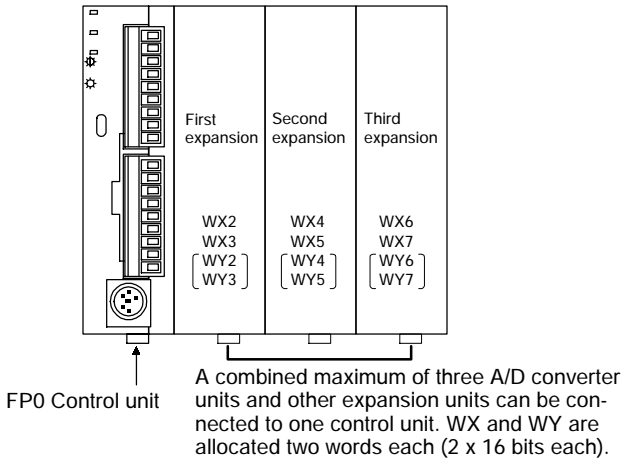 First
expansion
Second
expansion
Third
expansion
WX2
WX3
WY2
WY3
WX4
WX5
WY4
WY5
WX6
WX7
WY6
WY7
FP0 Control unit
A combined maximum of three A/D converter
units and other expansion units can be con-
nected to one control unit. WX and WY are
allocated two words each (2 x 16 bits each).